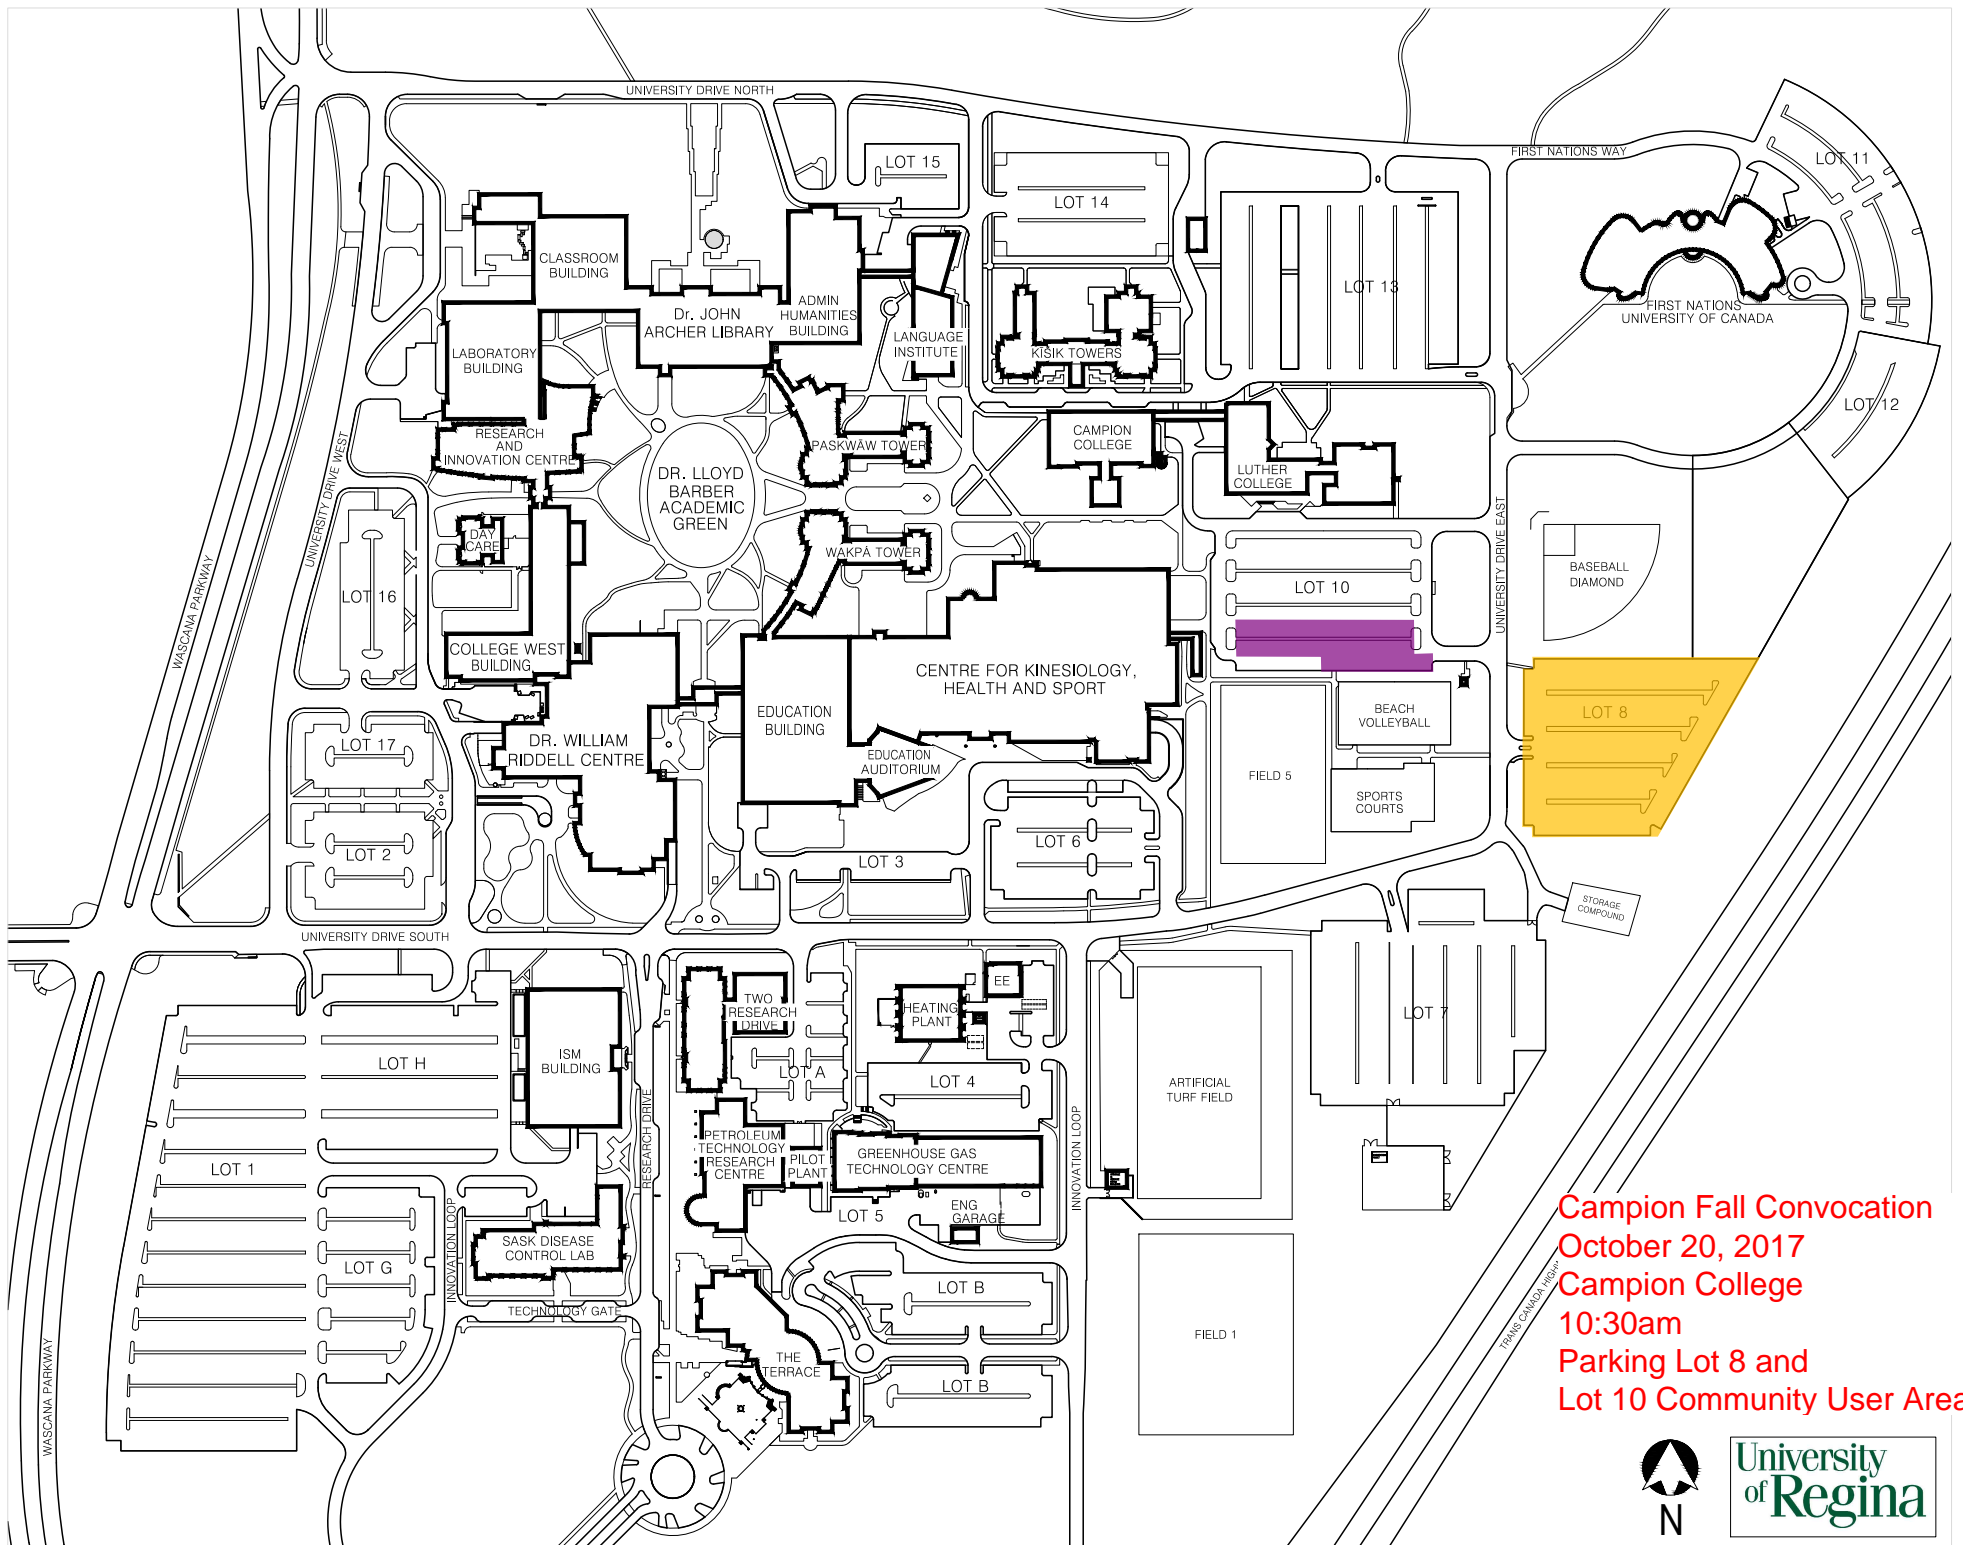 UNIVERSITY DRIVE NORTH
FIRST NATIONS WAY
LOT 11
LOT 15
LOT 14
CLASSROOM
BUILDING
LOT 13
ADMIN
HUMANITIES
BUILDING
Dr. JOHN
ARCHER LIBRARY
FIRST NATIONS
UNIVERSITY OF CANADA
LANGUAGE
INSTITUTE
KĪSIK TOWERS
LABORATORY
BUILDING
LOT 12
RESEARCH
AND
INNOVATION CENTRE
PASKWĀW TOWER
CAMPION
COLLEGE
LUTHER
COLLEGE
DR. LLOYD
BARBER
ACADEMIC
GREEN
UNIVERSITY DRIVE WEST
UNIVERSITY DRIVE EAST
DAY
CARE
WAKPĀ TOWER
BASEBALL
DIAMOND
LOT 10
LOT 16
WASCANA PARKWAY
COLLEGE WEST
BUILDING
CENTRE FOR KINESIOLOGY,
HEALTH AND SPORT
EDUCATION
BUILDING
BEACH
VOLLEYBALL
LOT 8
LOT 17
DR. WILLIAM
RIDDELL CENTRE
EDUCATION
AUDITORIUM
FIELD 5
SPORTS
COURTS
LOT 2
LOT 3
LOT 6
STORAGE
COMPOUND
UNIVERSITY DRIVE SOUTH
TWO
RESEARCH
DRIVE
EE
HEATING
PLANT
LOT 7
LOT H
ISM
BUILDING
LOT A
LOT 4
ARTIFICIAL
TURF FIELD
RESEARCH DRIVE
INNOVATION LOOP
PETROLEUM
TECHNOLOGY
RESEARCH
CENTRE
PILOT
PLANT
GREENHOUSE GAS
TECHNOLOGY CENTRE
LOT 1
LOT 5
ENG
GARAGE
INNOVATION LOOP
SASK DISEASE
CONTROL LAB
LOT G
LOT B
TECHNOLOGY GATE
FIELD 1
THE
TERRACE
LOT B
WASCANA PARKWAY
TRANS CANADA HIGH
Campion Fall Convocation
October 20, 2017
Campion College
10:30am
Parking Lot 8 and
Lot 10 Community User Area
N
University
of Regina